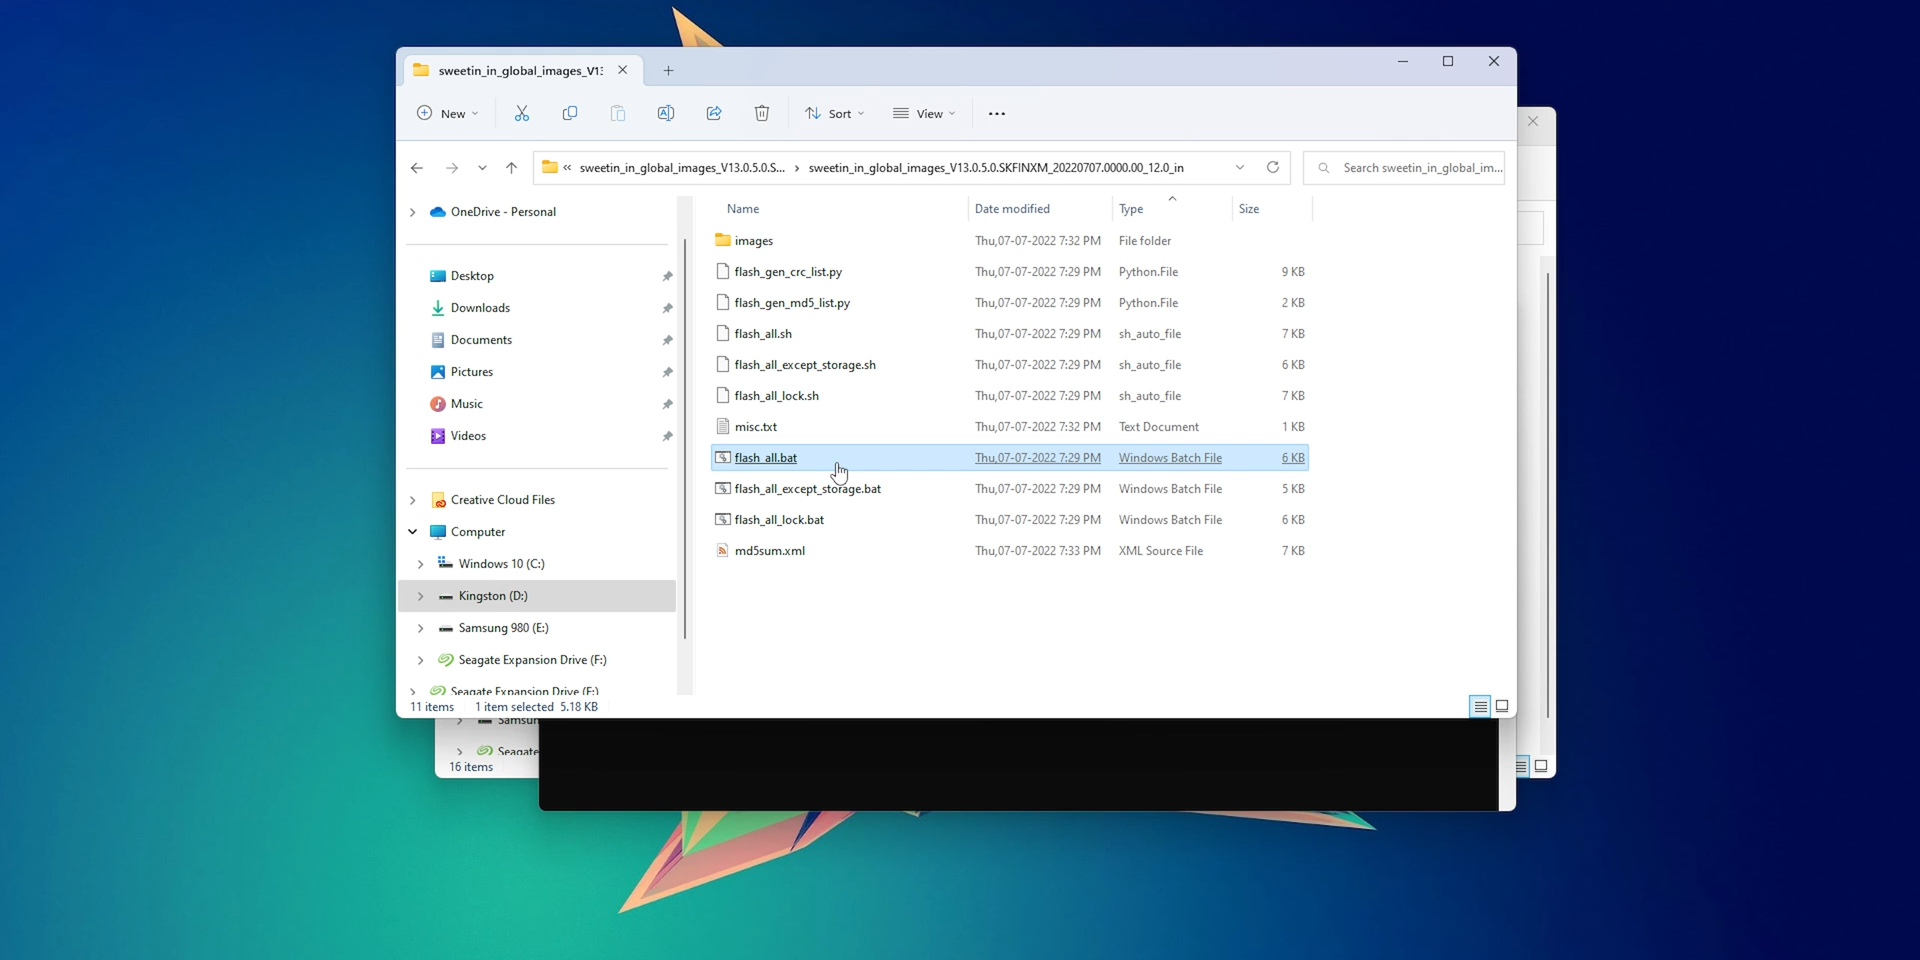 sweetin_in_global_images_V13
New
Sort
View
« sweetin_in_global_images_V13.0.5.0.S... › sweetin_in_global_images_V13.0.5.0.SKFINXM_20220707.0000.00_12.0_in
Search sweetin_in_global_im...
OneDrive - Personal
Desktop
Downloads
Documents
Pictures
Music
Videos
Creative Cloud Files
Computer
Windows 10 (C:)
Kingston (D:)
Samsung 980 (E:)
Seagate Expansion Drive (F:)
Seagate Expansion Drive (F:)
Name Date modified Type Size
images Thu,07-07-2022 7:32 PM File folder
flash_gen_crc_list.py Thu,07-07-2022 7:29 PM Python.File 9 KB
flash_gen_md5_list.py Thu,07-07-2022 7:29 PM Python.File 2 KB
flash_all.sh Thu,07-07-2022 7:29 PM sh_auto_file 7 KB
flash_all_except_storage.sh Thu,07-07-2022 7:29 PM sh_auto_file 6 KB
flash_all_lock.sh Thu,07-07-2022 7:29 PM sh_auto_file 7 KB
misc.txt Thu,07-07-2022 7:32 PM Text Document 1 KB
flash_all.bat Thu,07-07-2022 7:29 PM Windows Batch File 6 KB
flash_all_except_storage.bat Thu,07-07-2022 7:29 PM Windows Batch File 5 KB
flash_all_lock.bat Thu,07-07-2022 7:29 PM Windows Batch File 6 KB
md5sum.xml Thu,07-07-2022 7:33 PM XML Source File 7 KB
11 items 1 item selected 5.18 KB
Samsun
Seagate
16 items